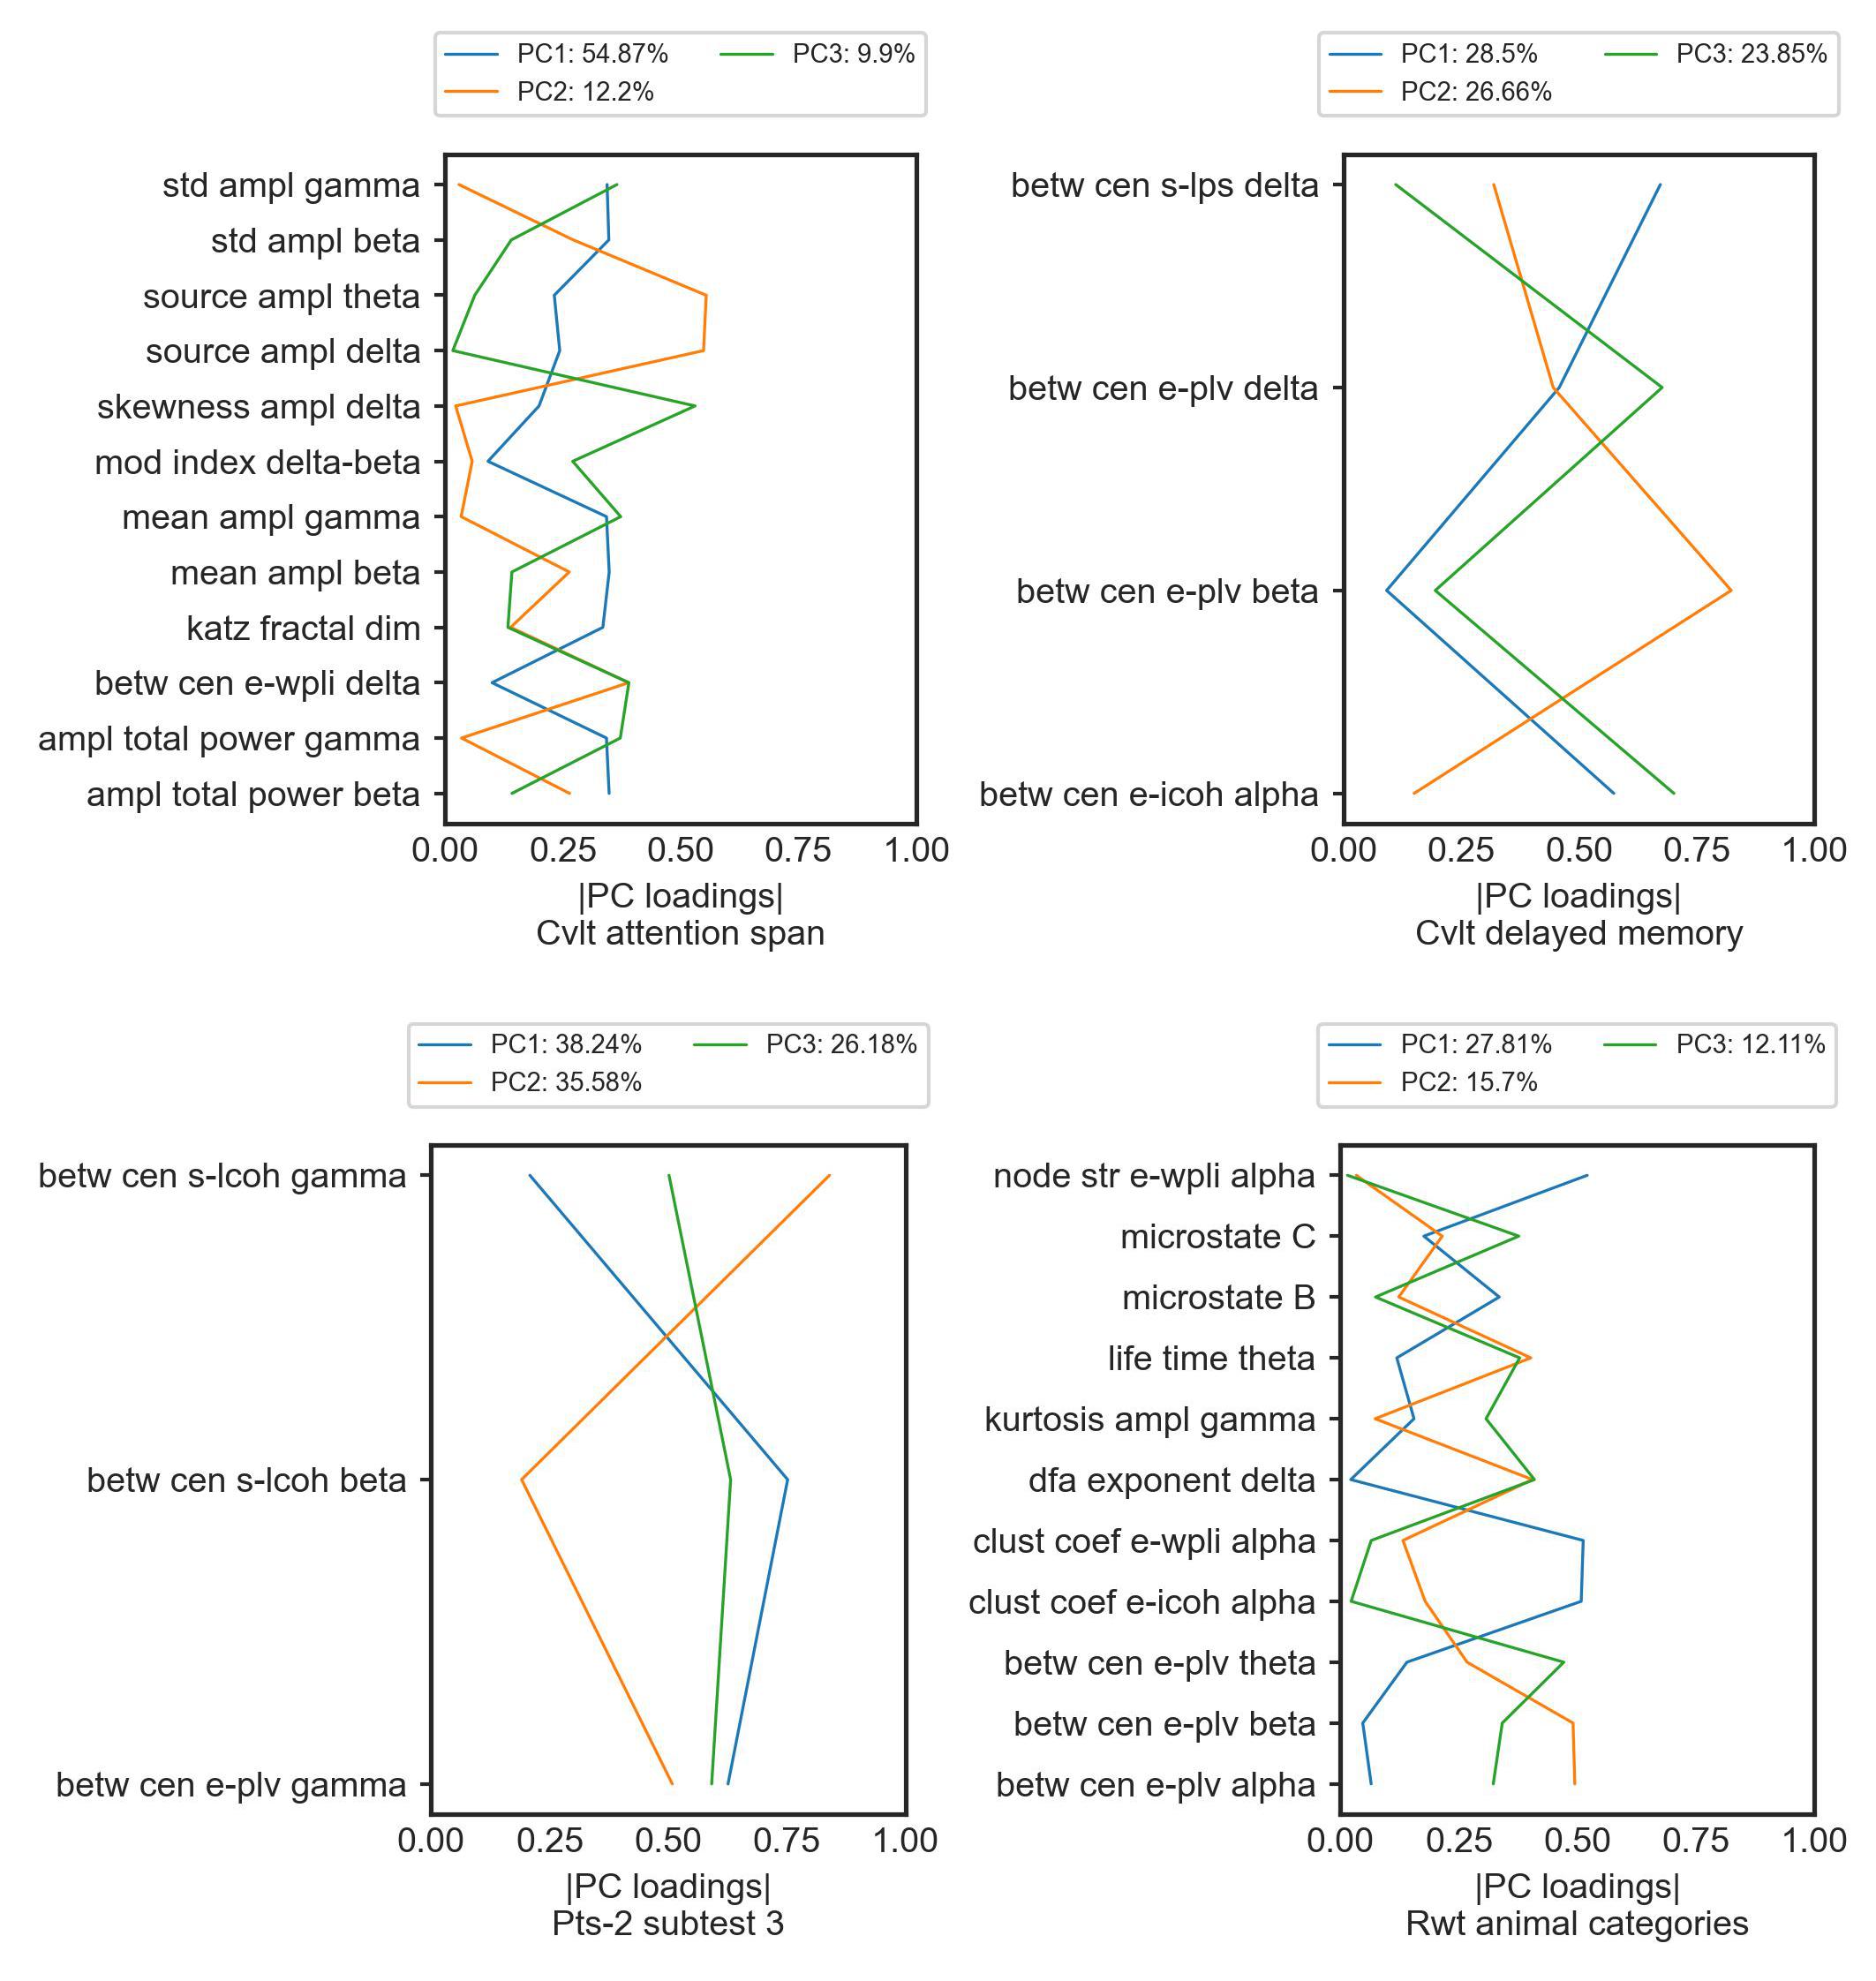 PC1: 54.87%
PC3: 9.9%
PC2: 12.2%
std ampl gamma
std ampl beta
source ampl theta
source ampl delta
skewness ampl delta
mod index delta-beta
mean ampl gamma
mean ampl beta
katz fractal dim
betw cen e-wpli delta
ampl total power gamma
ampl total power beta
0.00 0.25 0.50 0.75 1.00
|PC loadings|
Cvlt attention span
PC1: 28.5%
PC3: 23.85%
PC2: 26.66%
betw cen s-lps delta
betw cen e-plv delta
betw cen e-plv beta
betw cen e-icoh alpha
0.00 0.25 0.50 0.75 1.00
|PC loadings|
Cvlt delayed memory
PC1: 38.24%
PC3: 26.18%
PC2: 35.58%
betw cen s-lcoh gamma
betw cen s-lcoh beta
betw cen e-plv gamma
0.00 0.25 0.50 0.75 1.00
|PC loadings|
Pts-2 subtest 3
PC1: 27.81%
PC3: 12.11%
PC2: 15.7%
node str e-wpli alpha
microstate C
microstate B
life time theta
kurtosis ampl gamma
dfa exponent delta
clust coef e-wpli alpha
clust coef e-icoh alpha
betw cen e-plv theta
betw cen e-plv beta
betw cen e-plv alpha
0.00 0.25 0.50 0.75 1.00
|PC loadings|
Rwt animal categories